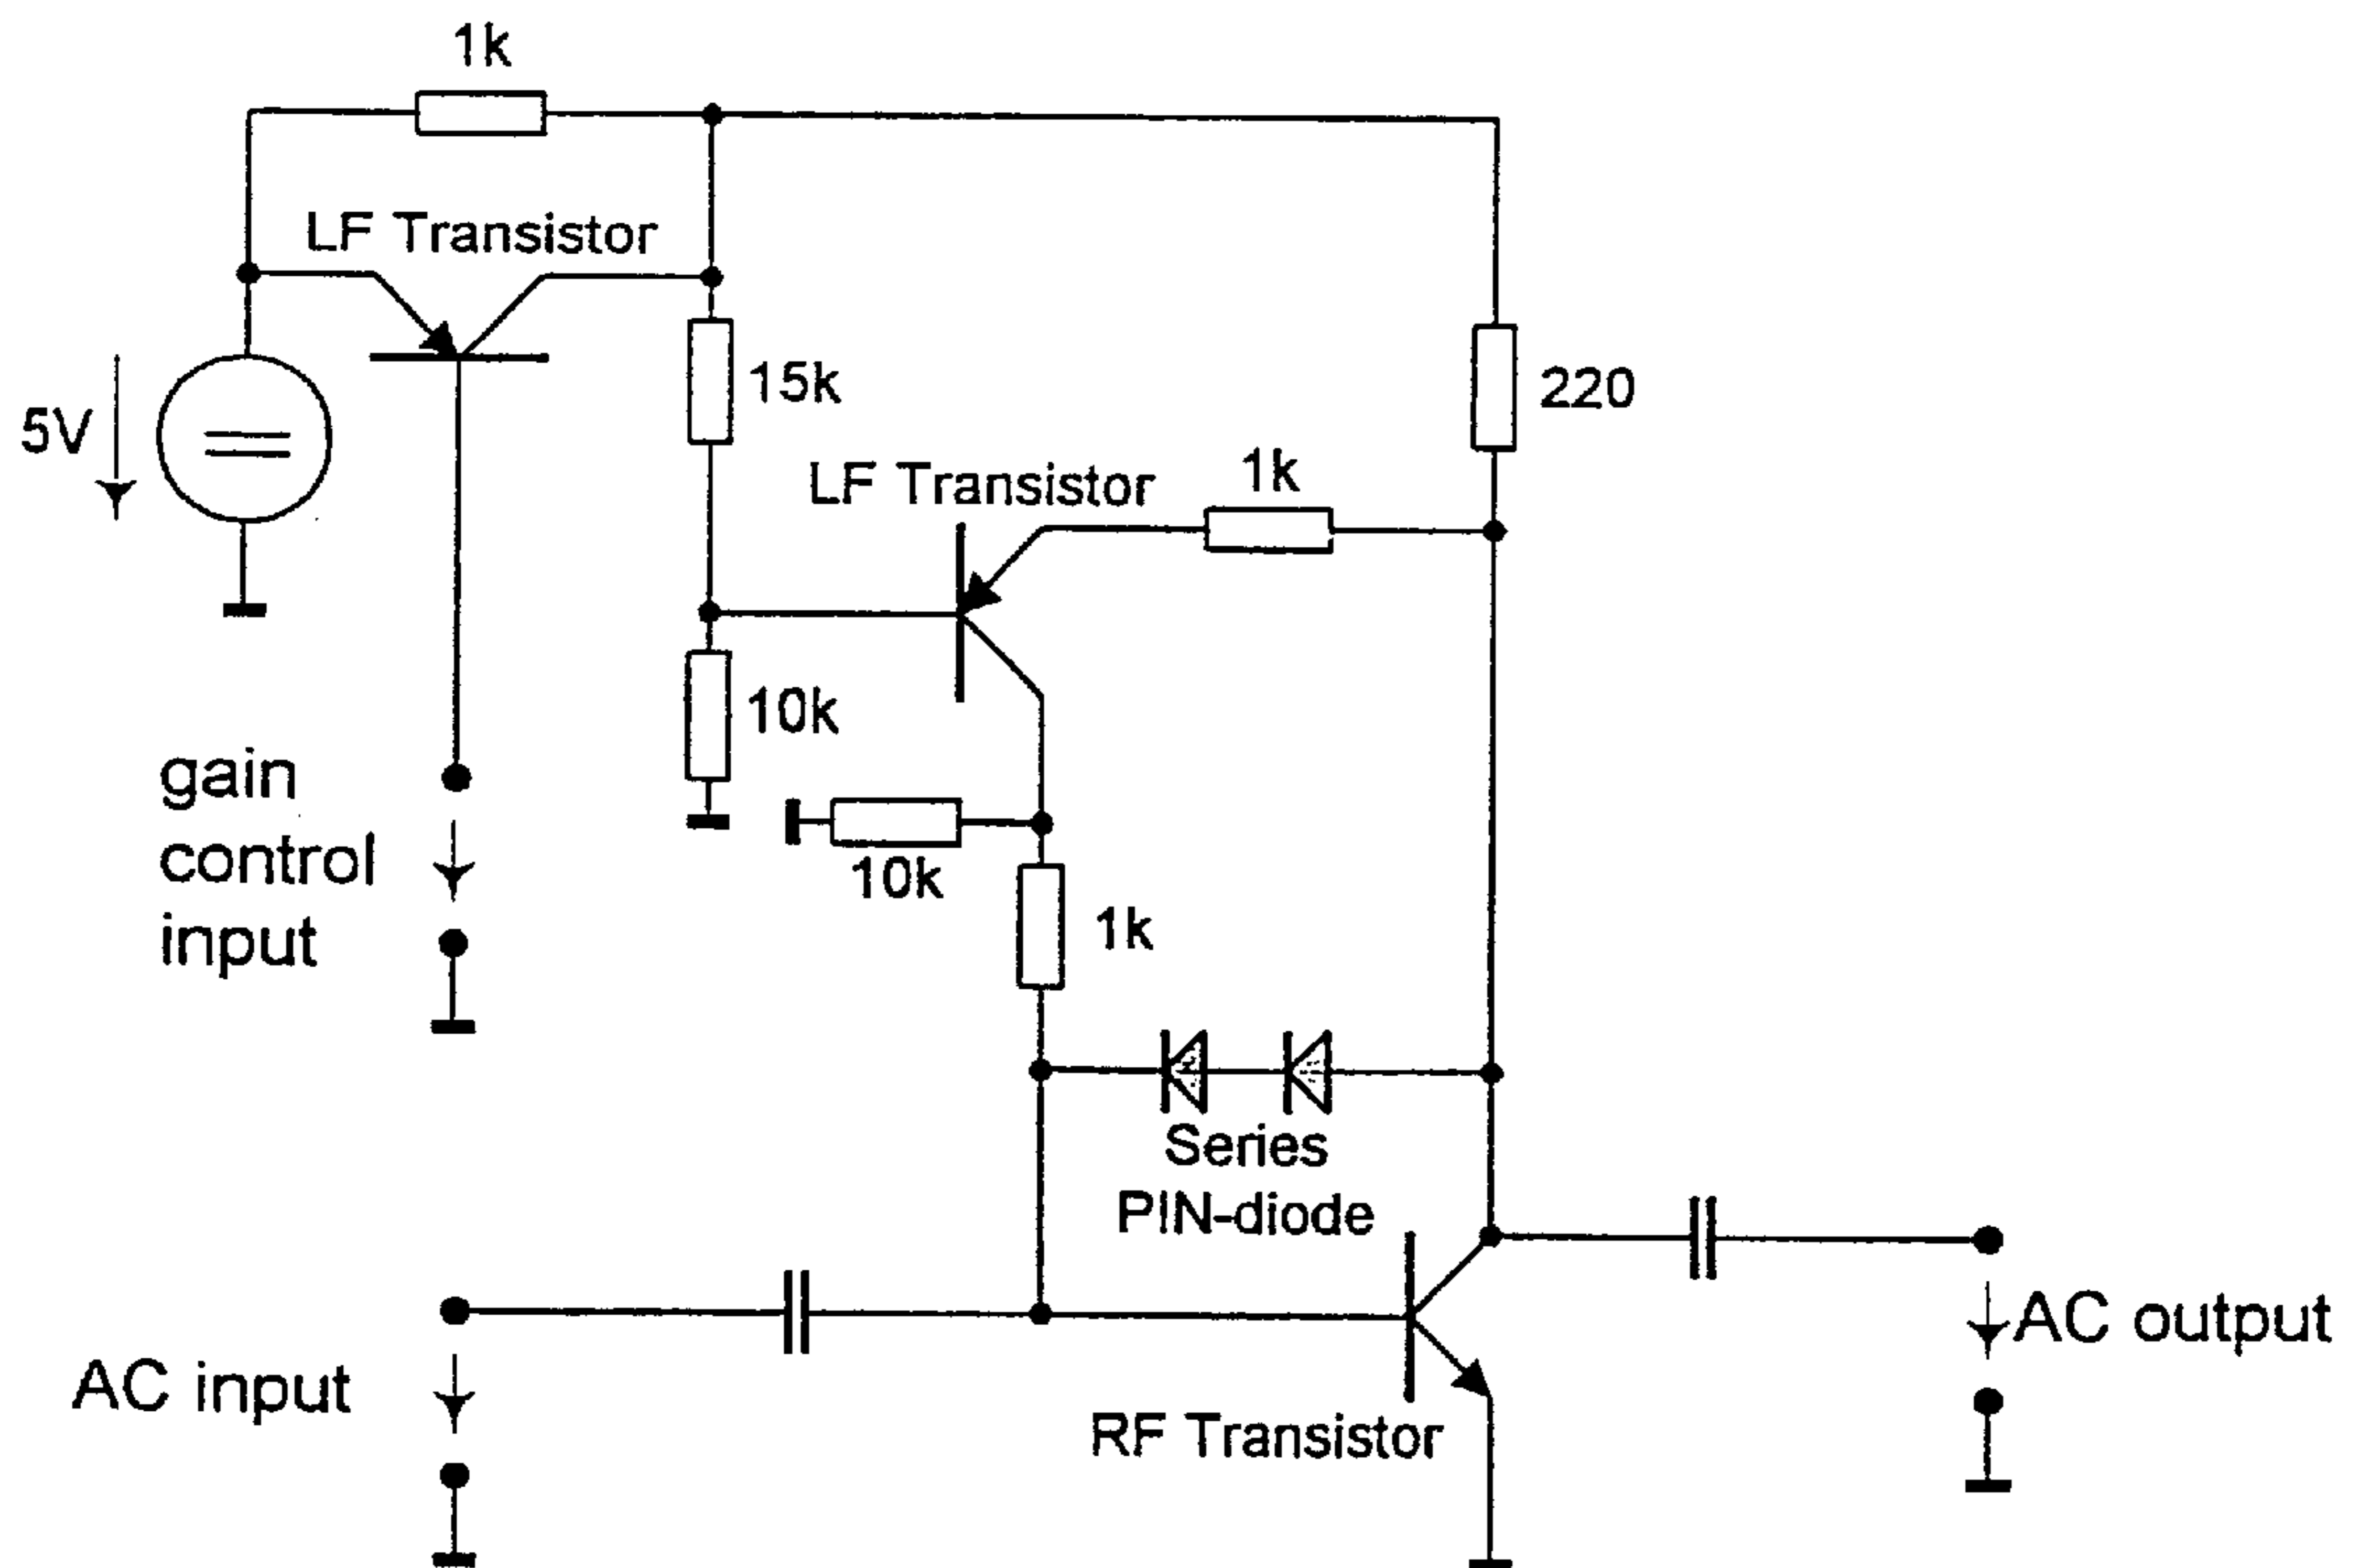 1k
LF Transistor
5V
15k
220
LF Transistor
1k
10k
gain
control
input
10k
1k
Series
PIN-diode
AC input
AC output
RF Transistor